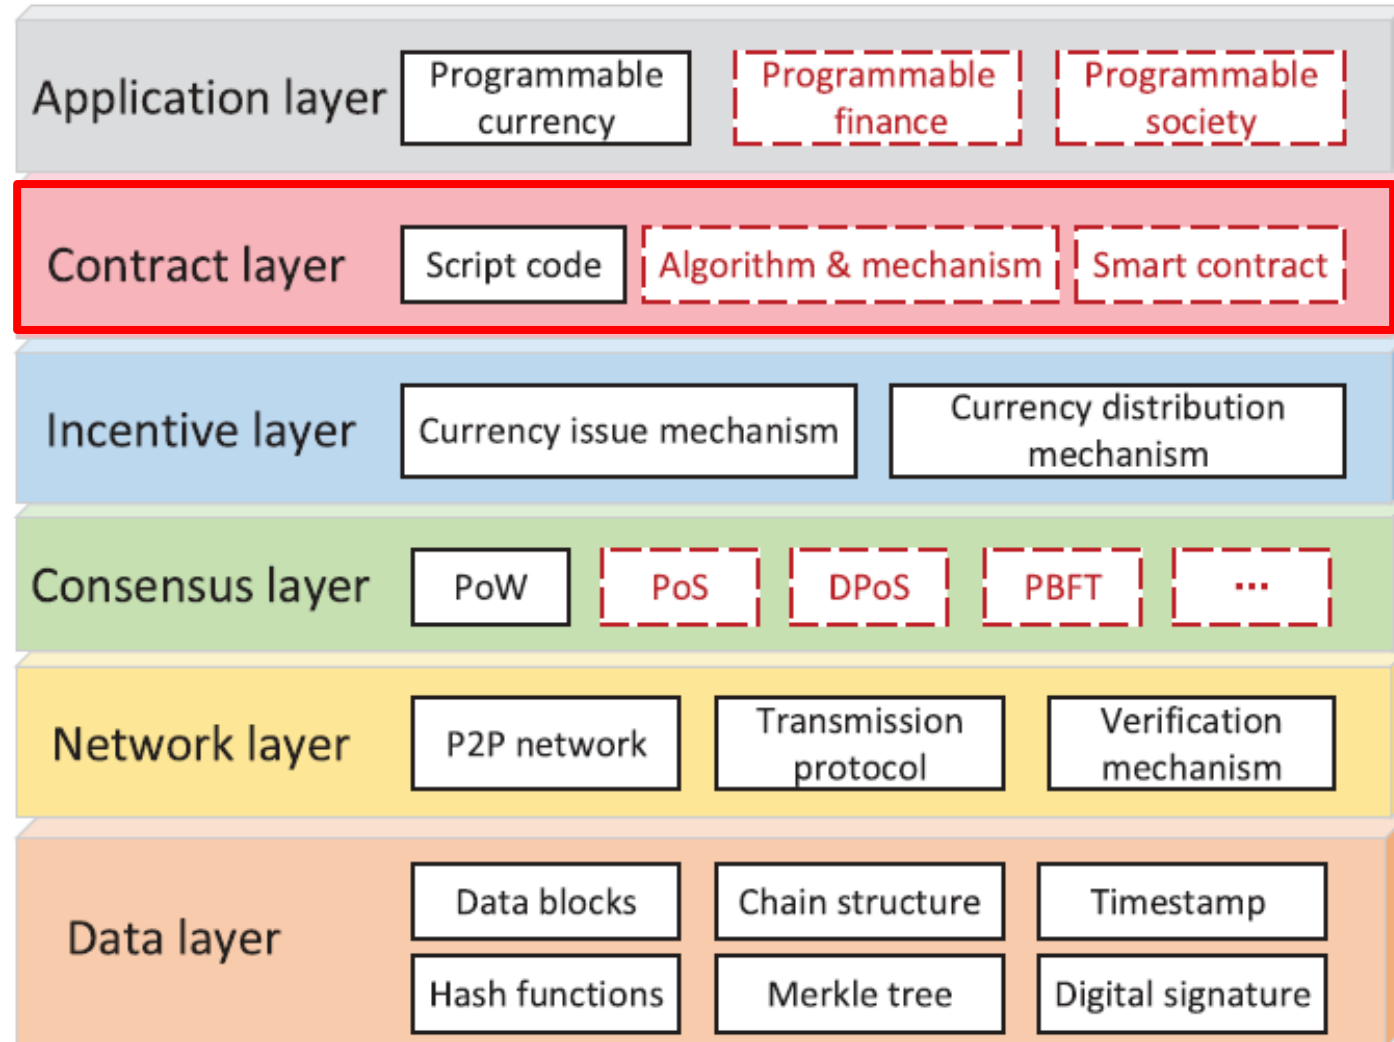 Application layer
Programmable
currency
Programmable
finance
Programmable
society
Contract layer
Script code
Algorithm & mechanism
Smart contract
Incentive layer
Currency issue mechanism
Currency distribution
mechanism
Consensus layer
PoW
PoS
DPoS
PBFT
...
Network layer
P2P network
Transmission
protocol
Verification
mechanism
Data layer
Data blocks
Chain structure
Timestamp
Hash functions
Merkle tree
Digital signature